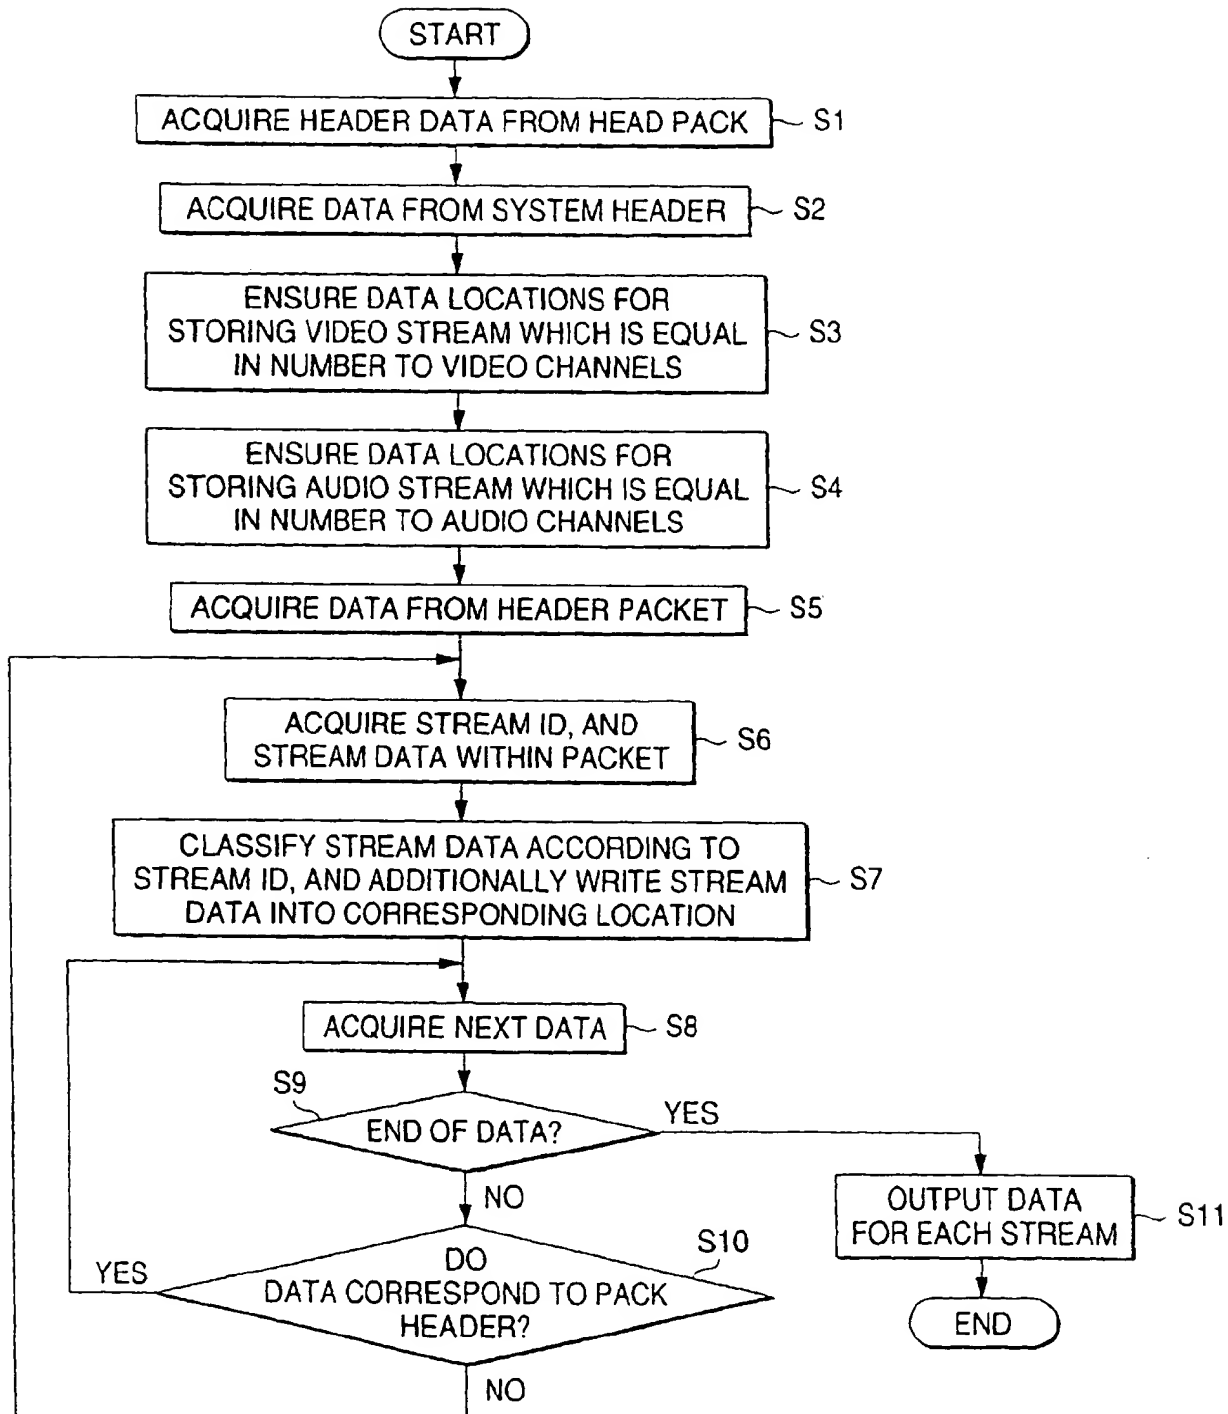 START
ACQUIRE HEADER DATA FROM HEAD PACK
S1
ACQUIRE DATA FROM SYSTEM HEADER
S2
ENSURE DATA LOCATIONS FOR
STORING VIDEO STREAM WHICH IS EQUAL
IN NUMBER TO VIDEO CHANNELS
S3
ENSURE DATA LOCATIONS FOR
STORING AUDIO STREAM WHICH IS EQUAL
IN NUMBER TO AUDIO CHANNELS
S4
ACQUIRE DATA FROM HEADER PACKET
S5
ACQUIRE STREAM ID, AND
STREAM DATA WITHIN PACKET
S6
CLASSIFY STREAM DATA ACCORDING TO
STREAM ID, AND ADDITIONALLY WRITE STREAM
DATA INTO CORRESPONDING LOCATION
S7
ACQUIRE NEXT DATA
S8
S9
END OF DATA?
YES
NO
OUTPUT DATA
FOR EACH STREAM
S11
S10
DO
DATA CORRESPOND TO PACK
HEADER?
YES
NO
END